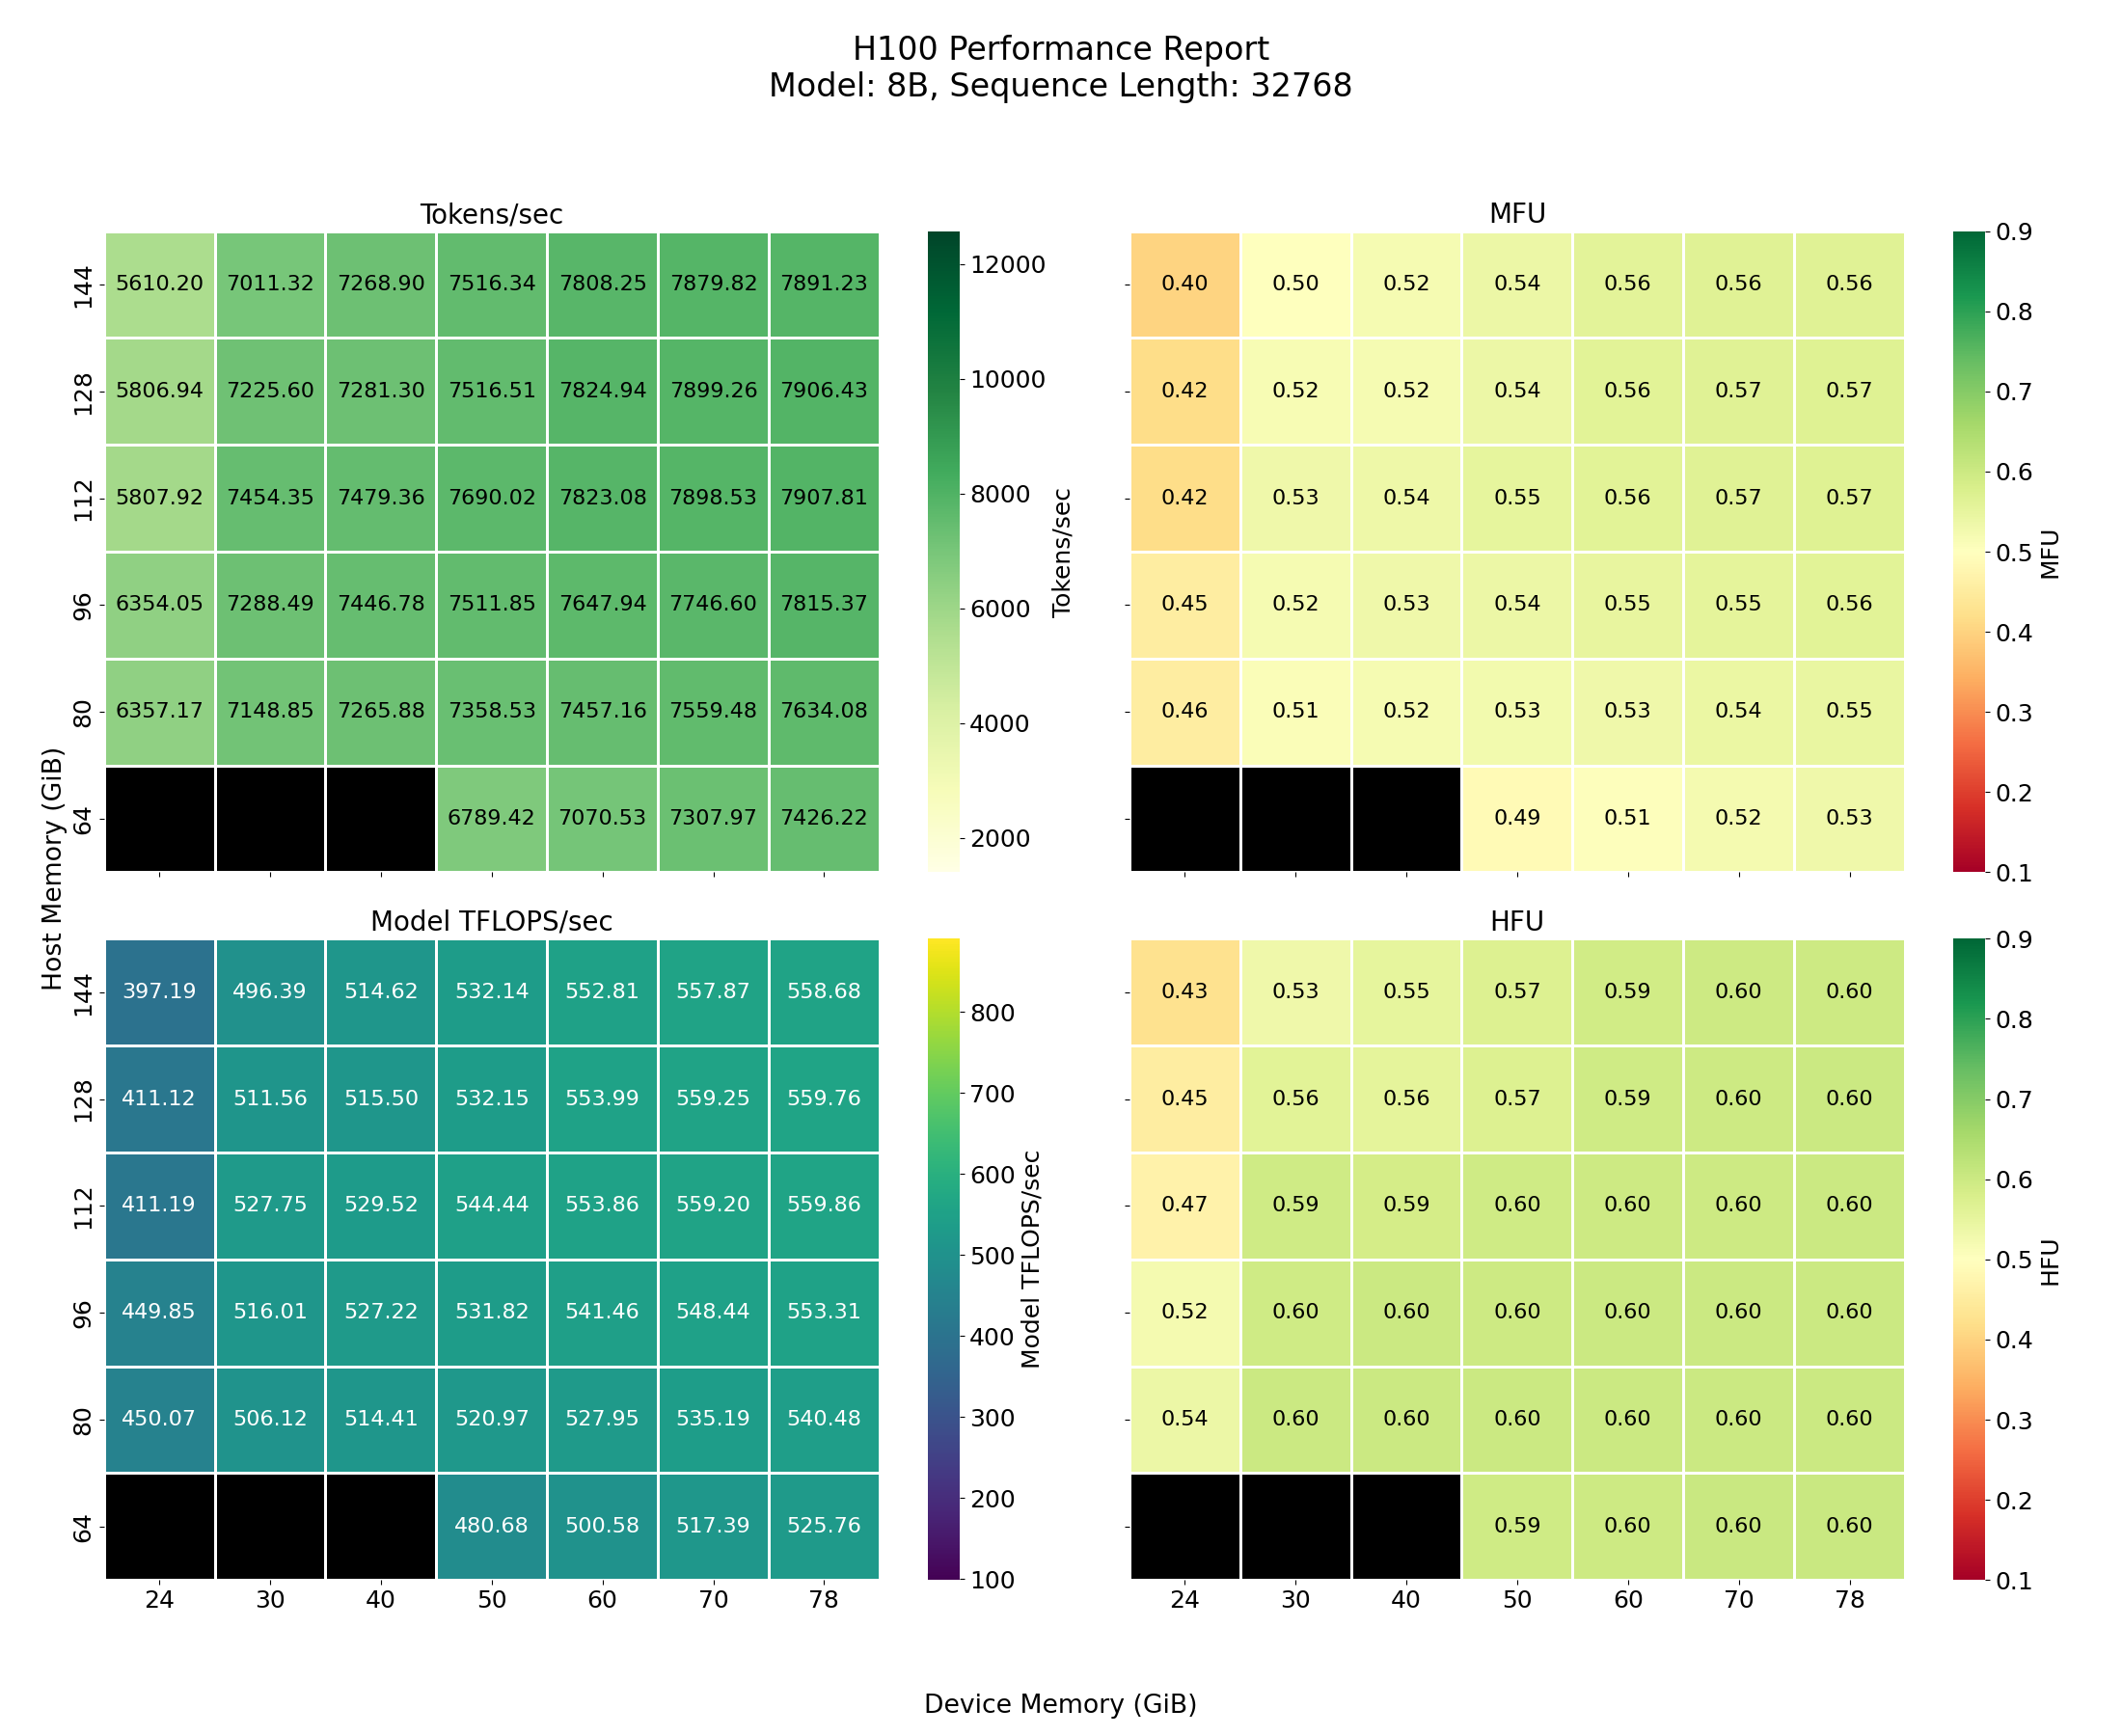 H100 Performance Report
Model: 8B, Sequence Length: 32768
Tokens/sec
144 5610.20 7011.32 7268.90 7516.34 7808.25 7879.82 7891.23
128 5806.94 7225.60 7281.30 7516.51 7824.94 7899.26 7906.43
112 5807.92 7454.35 7479.36 7690.02 7823.08 7898.53 7907.81
96 6354.05 7288.49 7446.78 7511.85 7647.94 7746.60 7815.37
80 6357.17 7148.85 7265.88 7358.53 7457.16 7559.48 7634.08
64 6789.42 7070.53 7307.97 7426.22
12000
10000
8000
6000
4000
2000
Tokens/sec
MFU
0.40 0.50 0.52 0.54 0.56 0.56 0.56
0.42 0.52 0.52 0.54 0.56 0.57 0.57
0.42 0.53 0.54 0.55 0.56 0.57 0.57
0.45 0.52 0.53 0.54 0.55 0.55 0.56
0.46 0.51 0.52 0.53 0.53 0.54 0.55
0.49 0.51 0.52 0.53
0.9
0.8
0.7
0.6
0.5
0.4
0.3
0.2
0.1
MFU
Host Memory (GiB)
Model TFLOPS/sec
144 397.19 496.39 514.62 532.14 552.81 557.87 558.68
128 411.12 511.56 515.50 532.15 553.99 559.25 559.76
112 411.19 527.75 529.52 544.44 553.86 559.20 559.86
96 449.85 516.01 527.22 531.82 541.46 548.44 553.31
80 450.07 506.12 514.41 520.97 527.95 535.19 540.48
64 480.68 500.58 517.39 525.76
24 30 40 50 60 70 78
800
700
600
500
400
300
200
100
Model TFLOPS/sec
HFU
0.43 0.53 0.55 0.57 0.59 0.60 0.60
0.45 0.56 0.56 0.57 0.59 0.60 0.60
0.47 0.59 0.59 0.60 0.60 0.60 0.60
0.52 0.60 0.60 0.60 0.60 0.60 0.60
0.54 0.60 0.60 0.60 0.60 0.60 0.60
0.59 0.60 0.60 0.60
24 30 40 50 60 70 78
0.9
0.8
0.7
0.6
0.5
0.4
0.3
0.2
0.1
HFU
Device Memory (GiB)